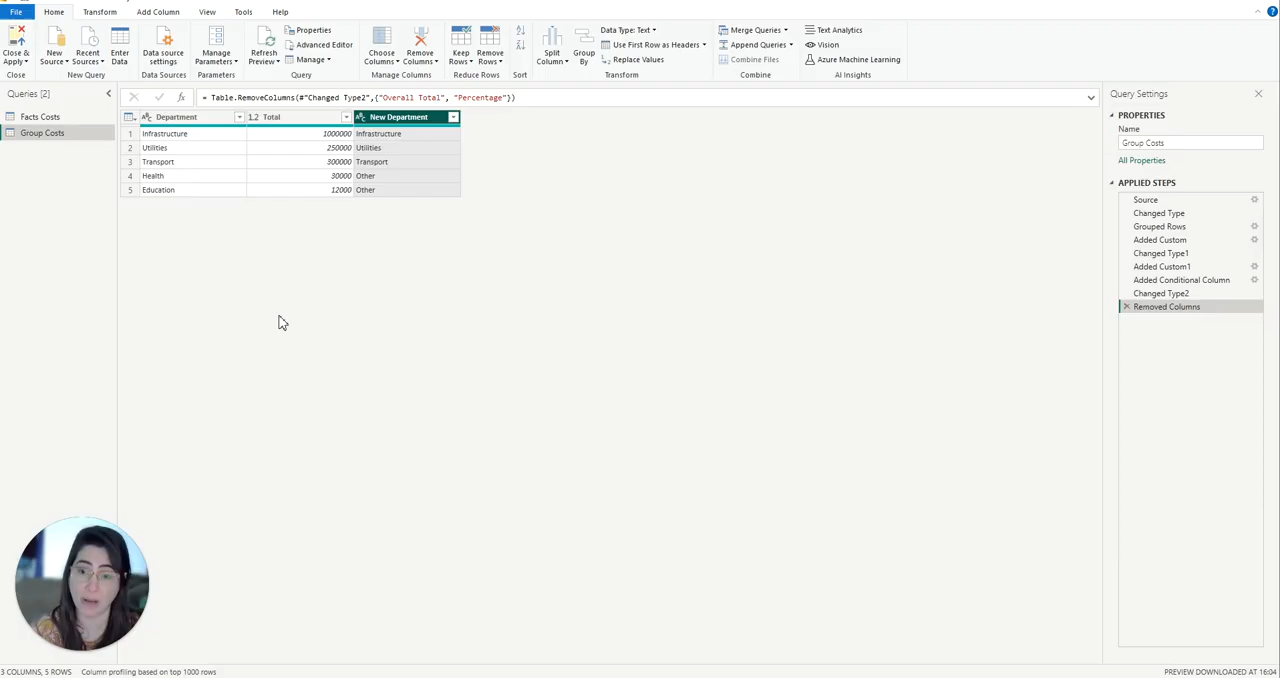 File Home Transform Add Column View Tools Help
Close & Apply
New Source
Recent Sources
Enter Data
Data source settings
Manage Parameters
Refresh Preview
Properties
Advanced Editor
Manage
Choose Columns
Remove Columns
Keep Rows
Remove Rows
Split Column
Group By
Data Type: Text
Use First Row as Headers
Replace Values
Merge Queries
Append Queries
Combine Files
Text Analytics
Vision
Azure Machine Learning
Close New Query Data Sources Parameters Query Manage Columns Reduce Rows Sort Transform Combine AI Insights
Queries [2]
Facts Costs
Group Costs
= Table.RemoveColumns(#"Changed Type2",{"Overall Total", "Percentage"})
Department 1.2 Total New Department
1 Infrastructure 1000000 Infrastructure
2 Utilities 250000 Utilities
3 Transport 300000 Transport
4 Health 30000 Other
5 Education 12000 Other
Query Settings
PROPERTIES
Name
Group Costs
All Properties
APPLIED STEPS
Source
Changed Type
Grouped Rows
Added Custom
Changed Type1
Added Custom1
Added Conditional Column
Changed Type2
Removed Columns
3 COLUMNS, 5 ROWS Column profiling based on top 1000 rows
PREVIEW DOWNLOADED AT 16:04